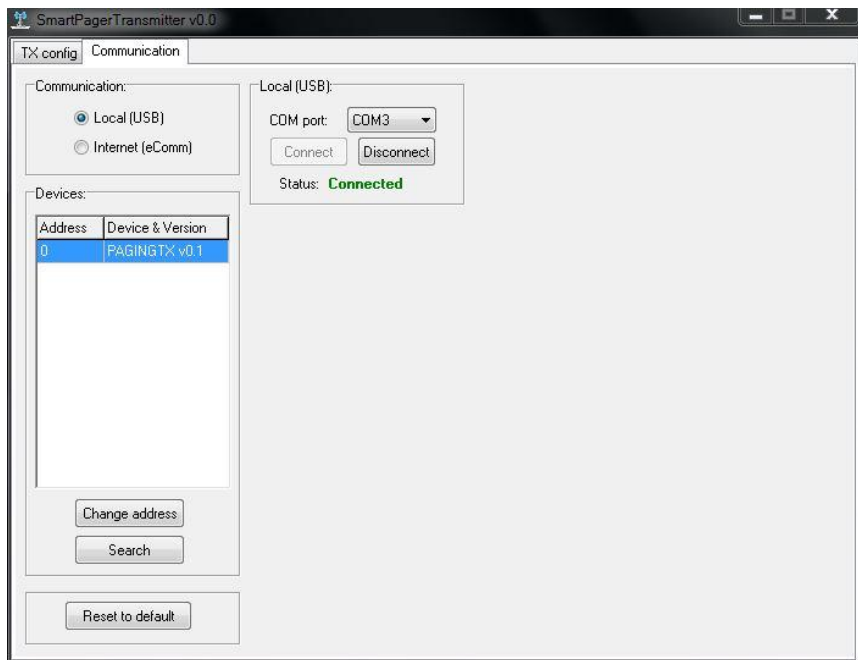 SmartPagerTransmitter v0.0
TX config Communication
Communication:
Local (USB)
Internet (eComm)
Local (USB):
COM port: COM3
Connect Disconnect
Status: Connected
Devices:
Address Device & Version
0 PAGINGTX v0.1
Change address
Search
Reset to default